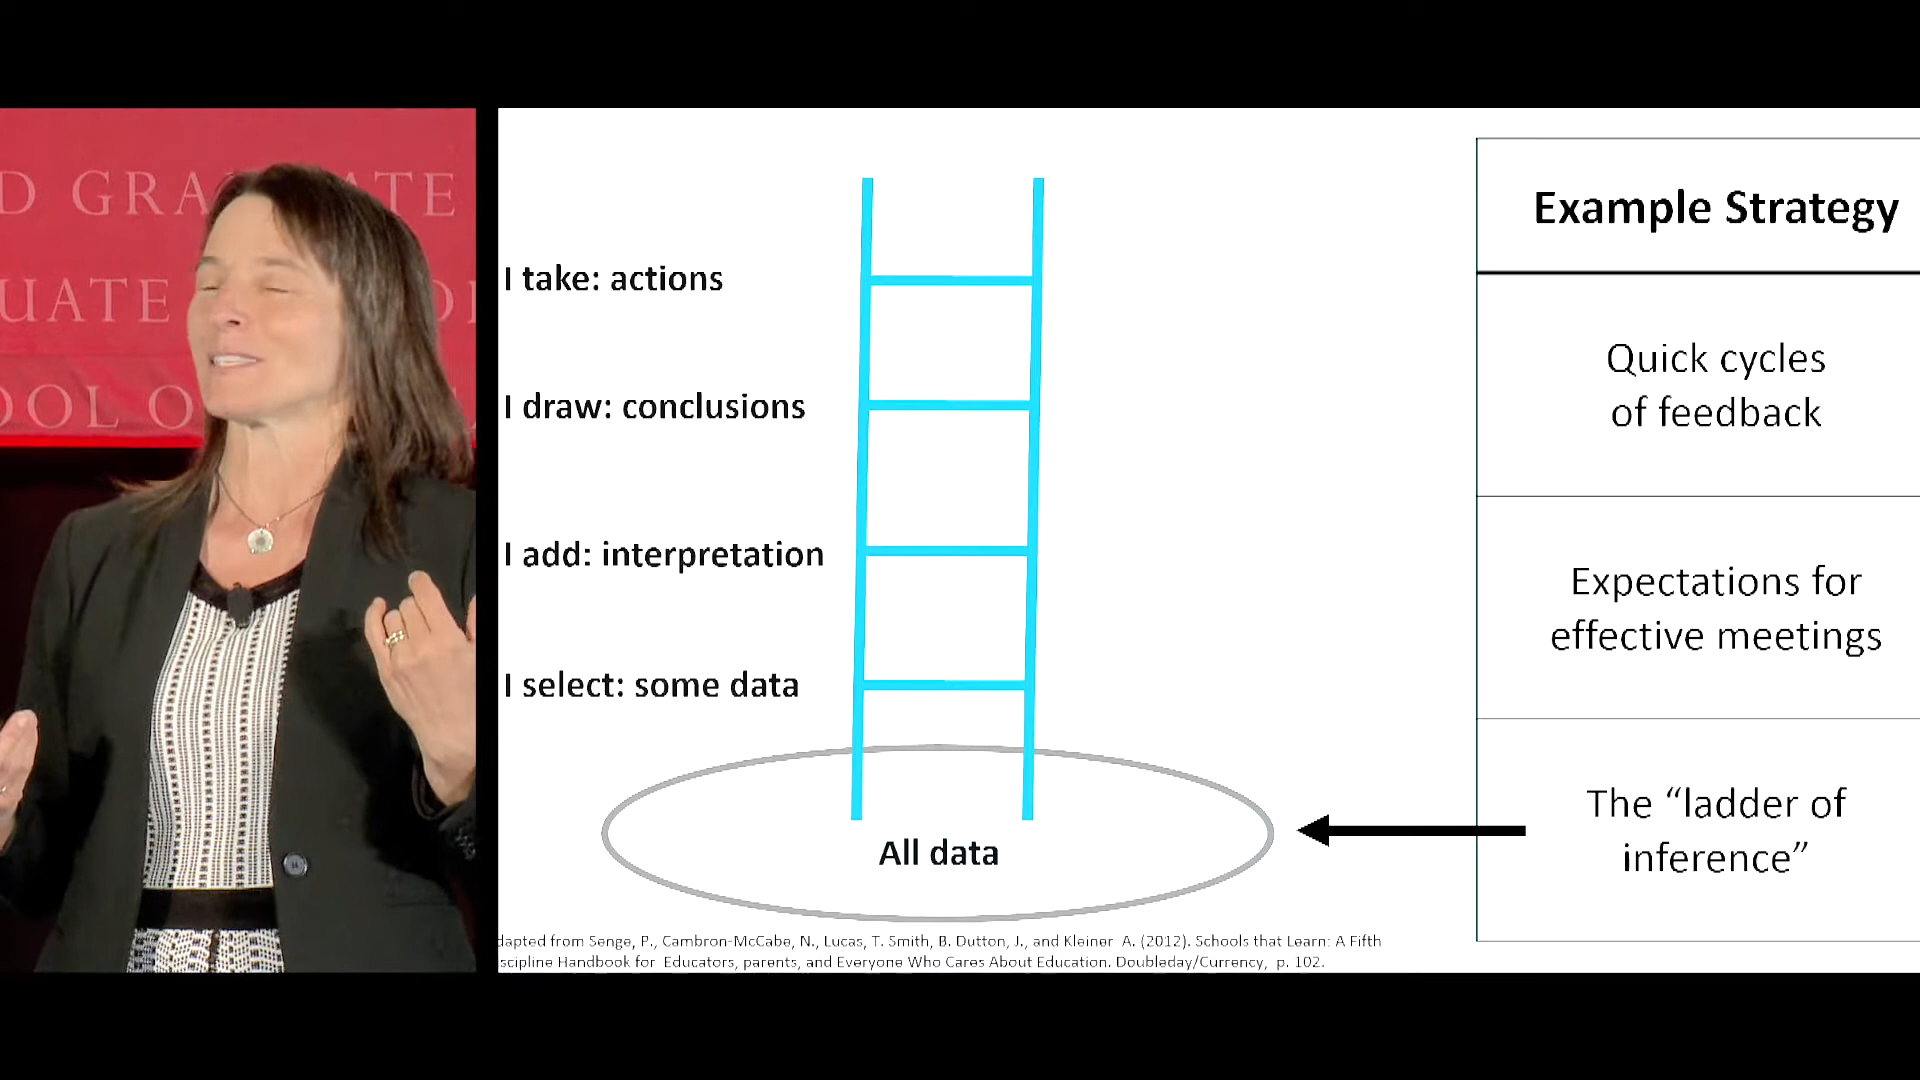 D GRA ATE
UATE
OOL O
I take: actions
I draw: conclusions
I add: interpretation
I select: some data
All data
dapted from Senge, P., Cambron-McCabe, N., Lucas, T. Smith, B. Dutton, J., and Kleiner A. (2012). Schools that Learn: A Fifth
scipline Handbook for Educators, parents, and Everyone Who Cares About Education. Doubleday/Currency, p. 102.
Example Strategy
Quick cycles
of feedback
Expectations for
effective meetings
The “ladder of
inference”